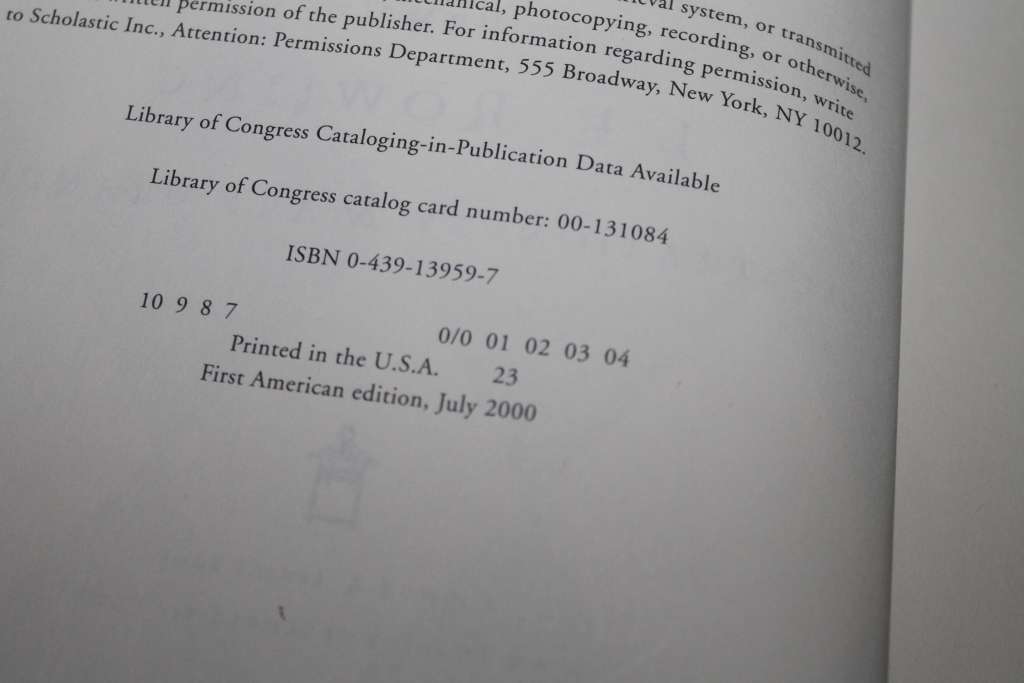 system, or transmitted
photocopying, recording, or otherwise,
permission of the publisher. For information regarding permission, write
to Scholastic Inc., Attention: Permissions Department, 555 Broadway, New York, NY 10012.
Library of Congress Cataloging-in-Publication Data Available
Library of Congress catalog card number: 00-131084
ISBN 0-439-13959-7
10 9 8 7 0/0 01 02 03 04
Printed in the U.S.A. 23
First American edition, July 2000